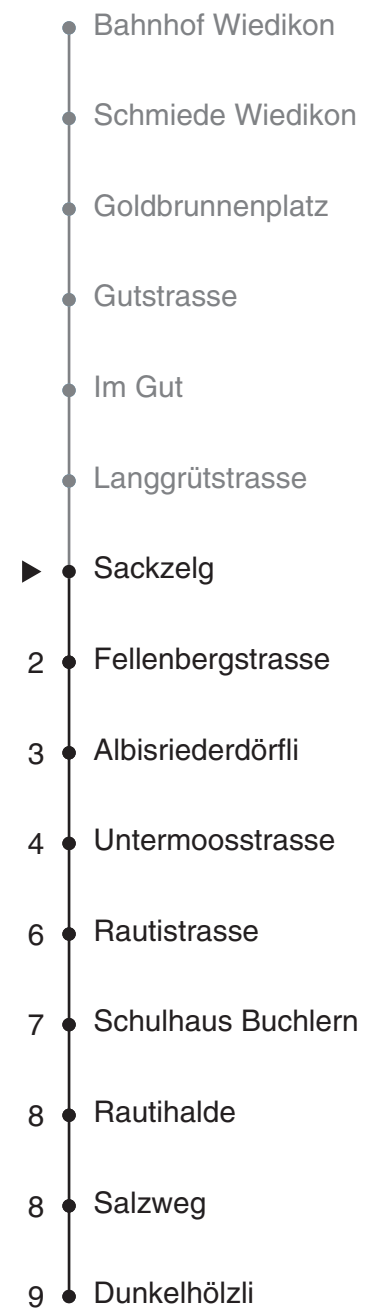 Bahnhof Wiedikon
Schmiede Wiedikon
Goldbrunnenplatz
Gutstrasse
Im Gut
Langgrütstrasse
Sackzelg
2 Fellenbergstrasse
3 Albisriederdörfli
4 Untermoosstrasse
6 Rautistrasse
7 Schulhaus Buchlern
8 Rautihalde
8 Salzweg
9 Dunkelhölzli